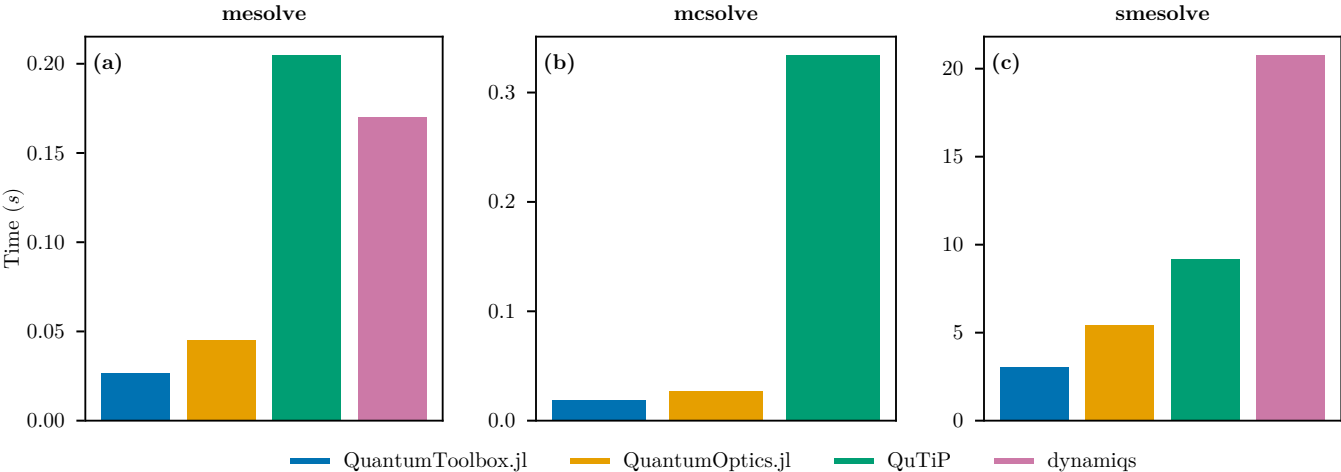 mesolve
mcsolve
smesolve
(a)
(b)
(c)
Time (s)
0.20
0.15
0.10
0.05
0.00
0.3
0.2
0.1
0.0
20
15
10
5
0
QuantumToolbox.jl
QuantumOptics.jl
QuTiP
dynamiqs